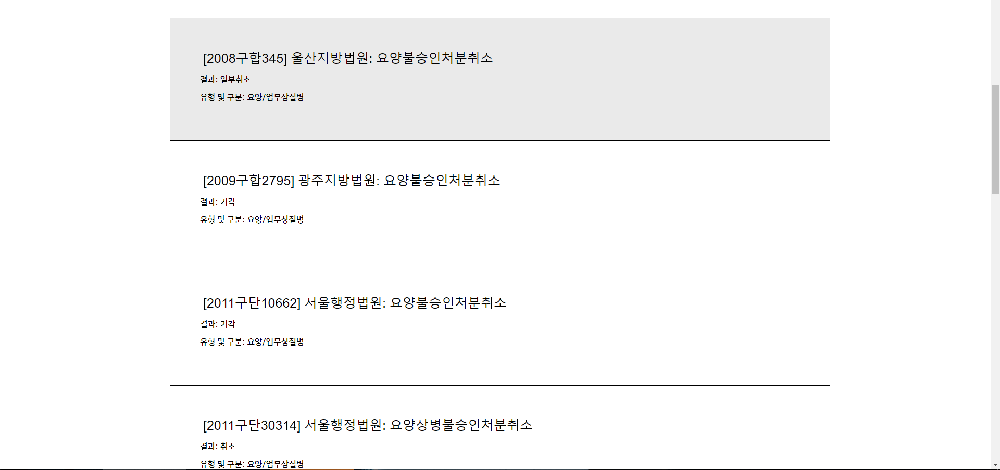 [2008구합345] 울산지방법원: 요양불승인처분취소
결과: 일부취소
유형 및 구분: 요양/업무상질병
[2009구합2795] 광주지방법원: 요양불승인처분취소
결과: 기각
유형 및 구분: 요양/업무상질병
[2011구단10662] 서울행정법원: 요양불승인처분취소
결과: 기각
유형 및 구분: 요양/업무상질병
[2011구단30314] 서울행정법원: 요양상병불승인처분취소
결과: 취소
유형 및 구분: 요양/업무상질병